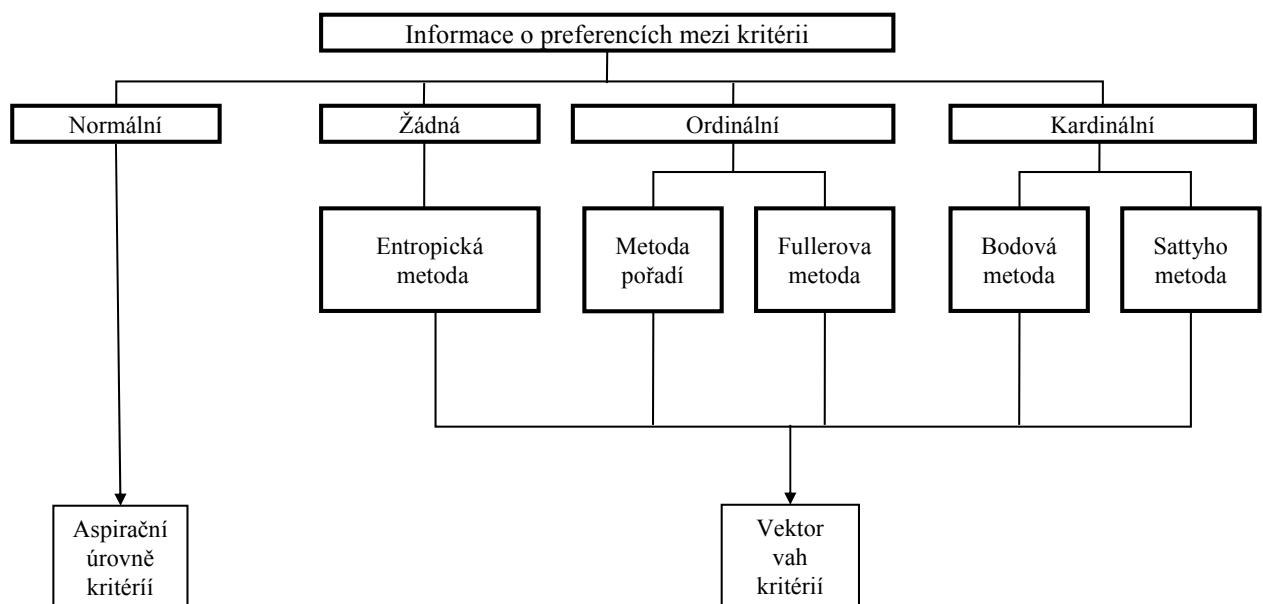 Informace o preferencích mezi kritérii
Normální
Žádná
Ordinální
Kardinální
Entropická
metoda
Metoda
pořadí
Fullerova
metoda
Bodová
metoda
Sattyho
metoda
Aspirační
úrovně
kritéríí
Vektor
vah
kritérií